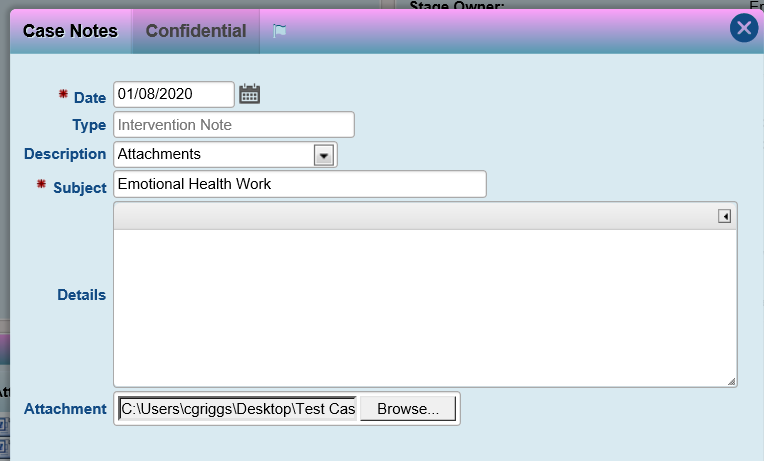 Stage Owner:
Case Notes Confidential
* Date 01/08/2020
Type Intervention Note
Description Attachments
* Subject Emotional Health Work
Details
Attachment C:\Users\cgriggs\Desktop\Test Cas Browse...